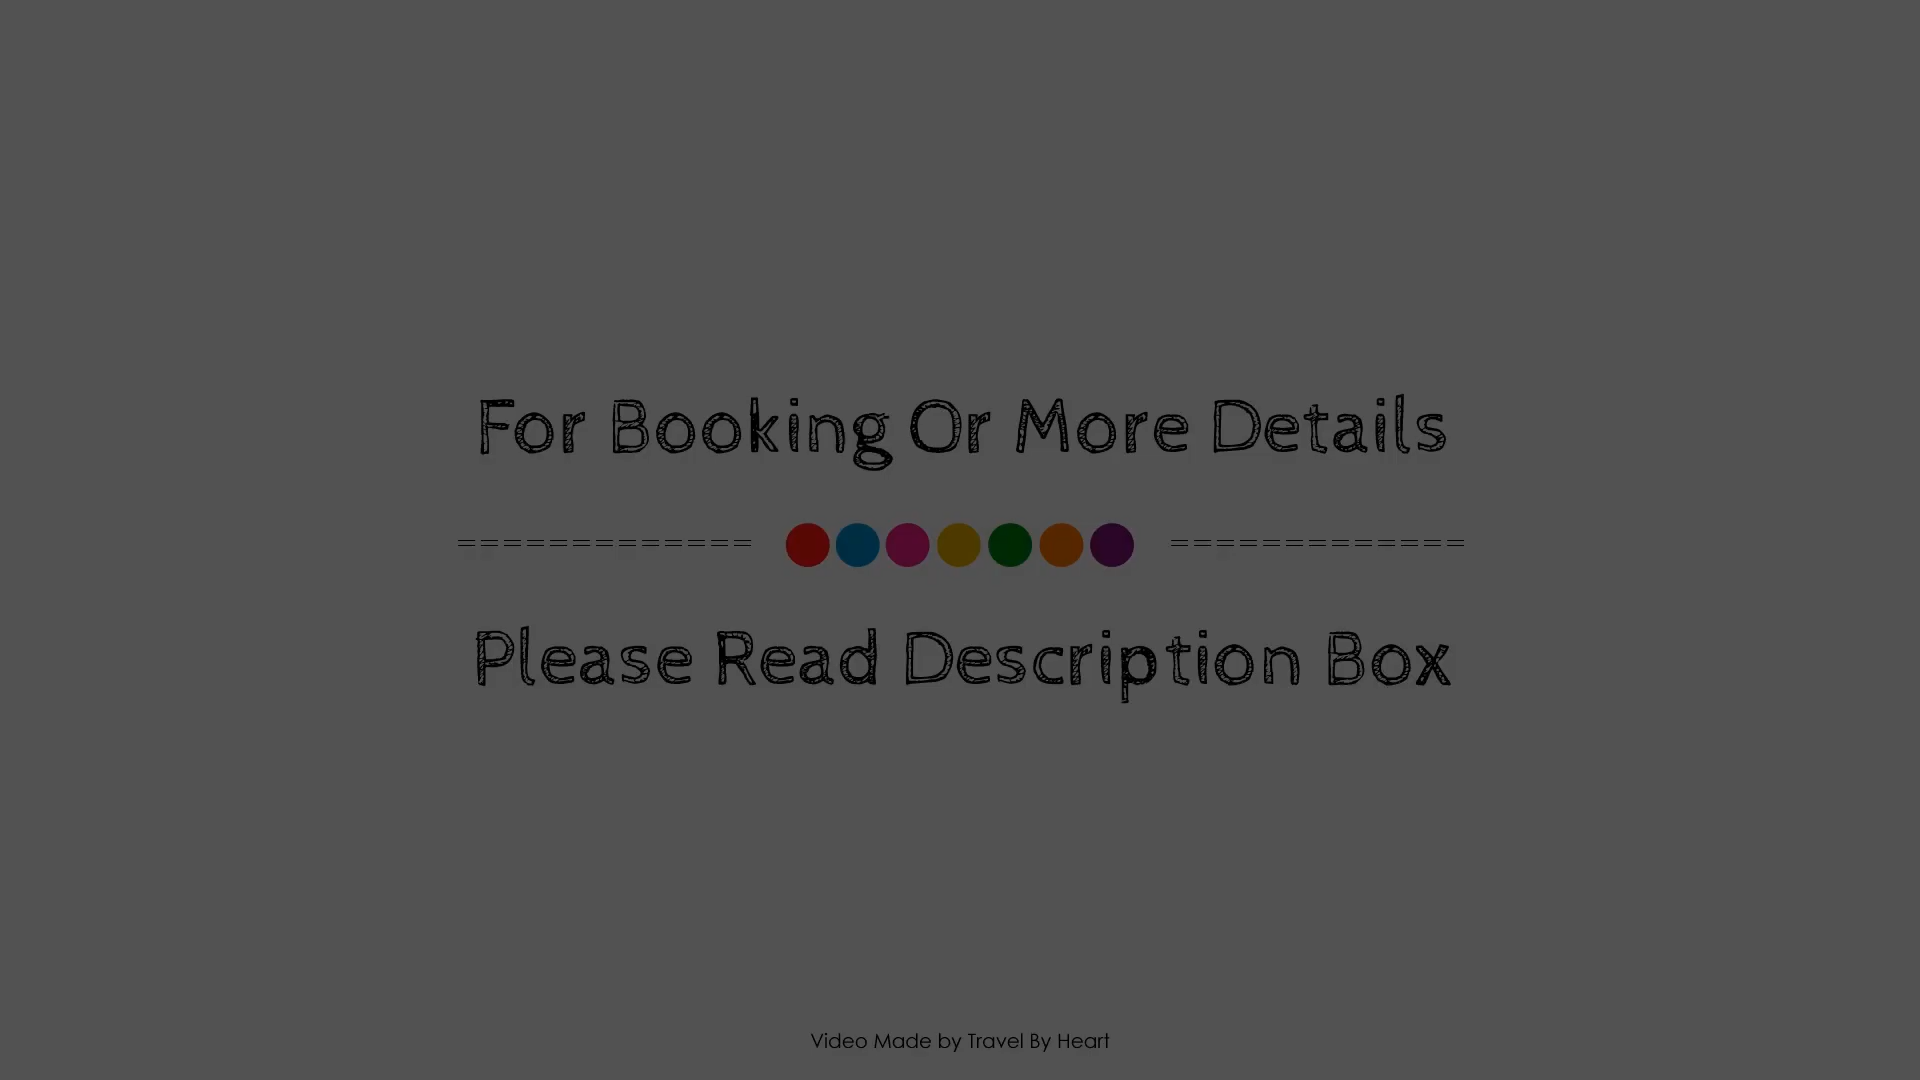 For Booking Or More Details
============= =============
Please Read Description Box
Video Made by Travel By Heart